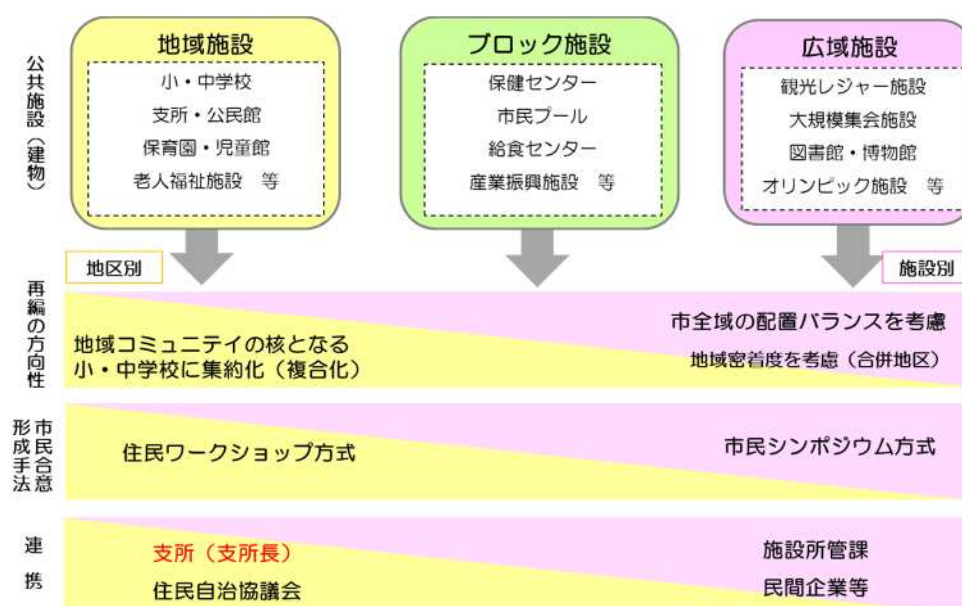 公共施設（建物）
地域施設
小・中学校
支所・公民館
保育園・児童館
老人福祉施設　等
ブロック施設
保健センター
市民プール
給食センター
産業振興施設　等
広域施設
観光レジャー施設
大規模集会施設
図書館・博物館
オリンピック施設　等
地区別
施設別
再編の方向性
地域コミュニテイの核となる
小・中学校に集約化（複合化）
市全域の配置バランスを考慮
地域密着度を考慮（合併地区）
市民合意
形成手法
住民ワークショップ方式
市民シンポジウム方式
連携
支所（支所長）
住民自治協議会
施設所管課
民間企業等